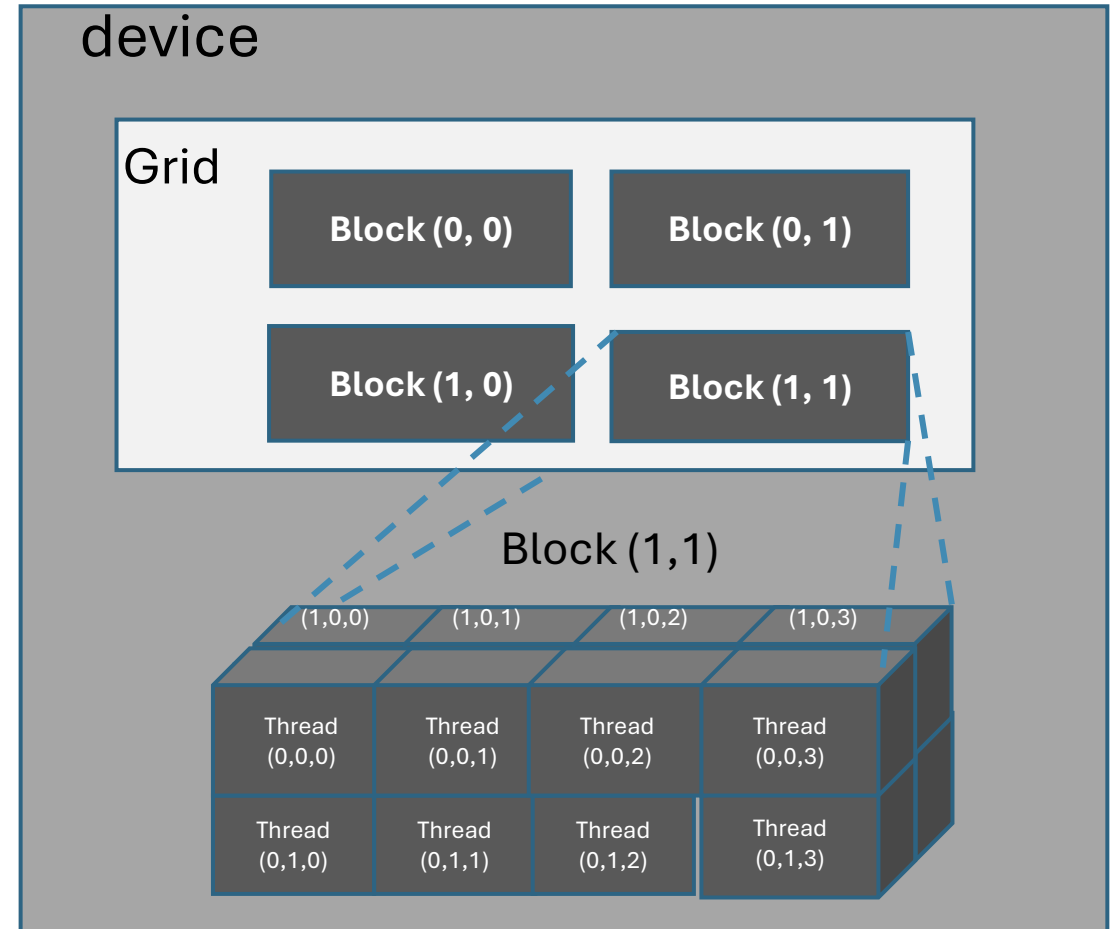 device
Grid
Block (0, 0)
Block (0, 1)
Block (1, 0)
Block (1, 1)
Block (1,1)
(1,0,0)
(1,0,1)
(1,0,2)
(1,0,3)
Thread
(0,0,0)
Thread
(0,0,1)
Thread
(0,0,2)
Thread
(0,0,3)
Thread
(0,1,0)
Thread
(0,1,1)
Thread
(0,1,2)
Thread
(0,1,3)